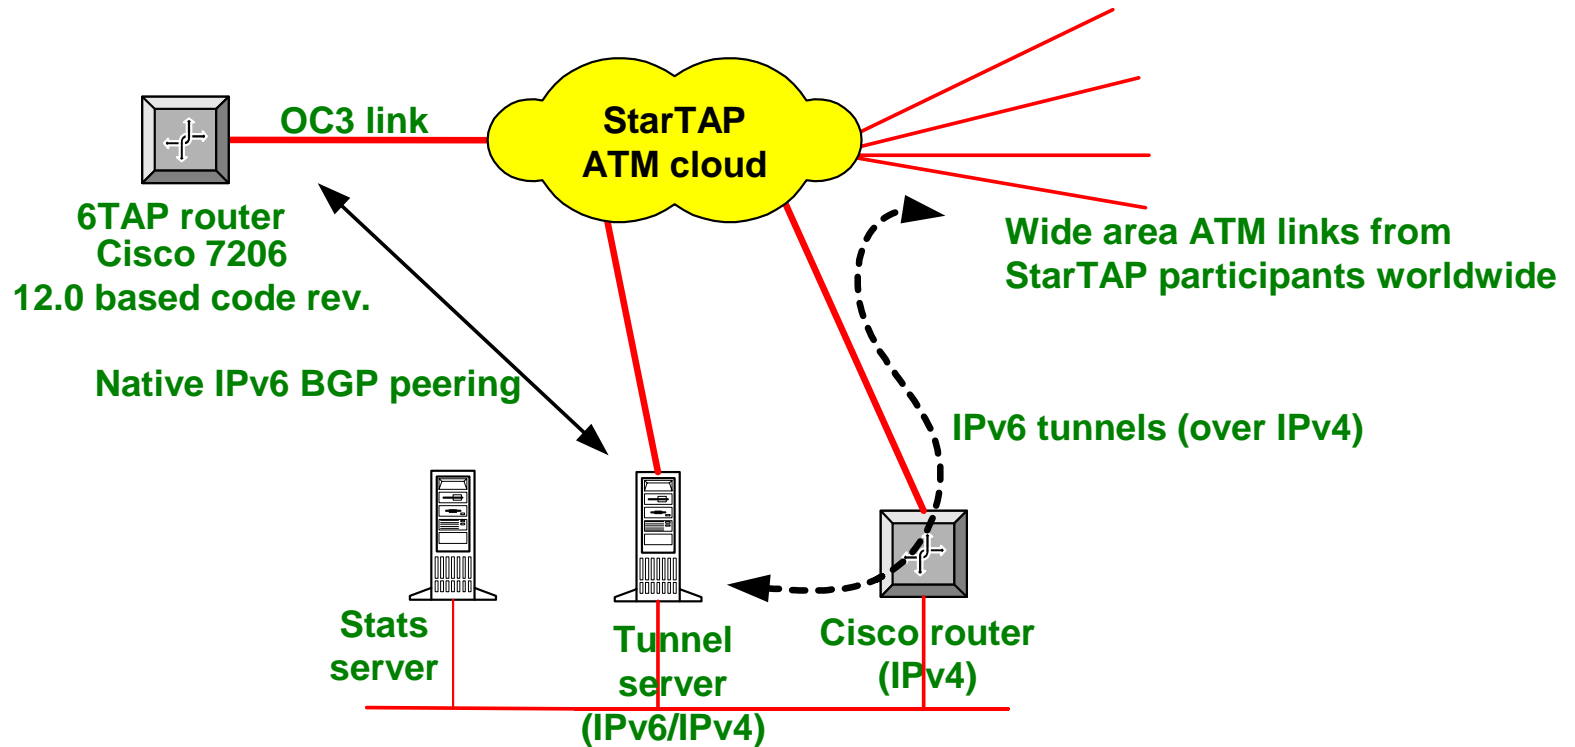 OC3 link
StarTAP
ATM cloud
6TAP router
Cisco 7206
12.0 based code rev.
Wide area ATM links from
StarTAP participants worldwide
Native IPv6 BGP peering
IPv6 tunnels (over IPv4)
Stats
server
Tunnel
server
(IPv6/IPv4)
Cisco router
(IPv4)